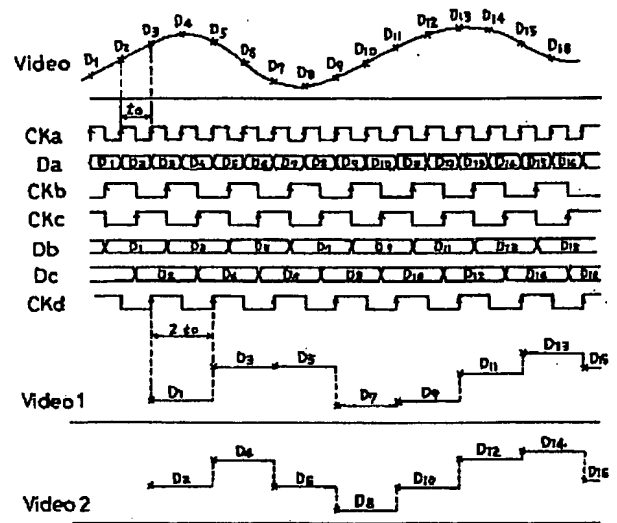 Video D1 D2 D3 D4 D5 D6 D7 D8 D9 D10 D11 D12 D13 D14 D15 D16
to
CKa
Da D1 D2 D3 D4 D5 D6 D7 D8 D9 D10 D11 D12 D13 D14 D15 D16
CKb
CKc
Db D1 D3 D5 D7 D9 D11 D13 D15
Dc D2 D4 D6 D8 D10 D12 D14 D16
CKd
2 to
Video 1 D1 D3 D5 D7 D9 D11 D13 D15
Video 2 D2 D4 D6 D8 D10 D12 D14 D16